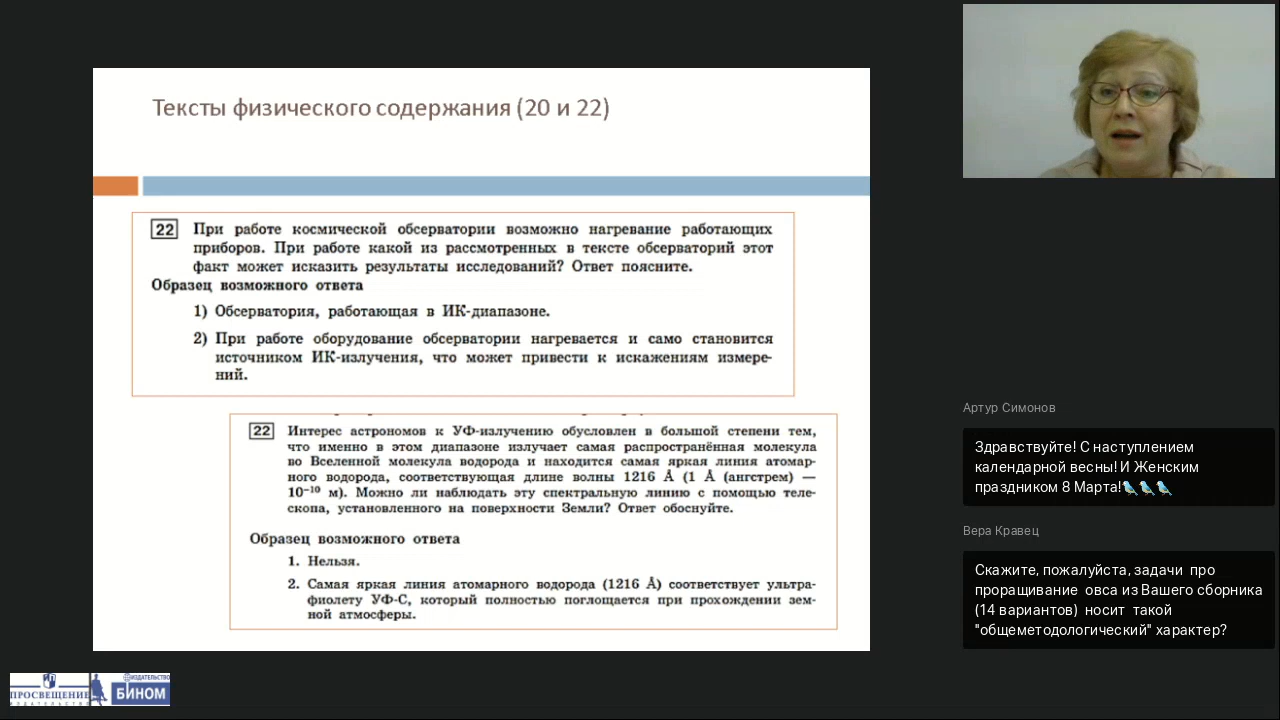 Тексты физического содержания (20 и 22)
22 При работе космической обсерватории возможно нагревание работающих
приборов. При работе какой из рассмотренных в тексте обсерваторий этот
факт может исказить результаты исследований? Ответ поясните.
Образец возможного ответа
1) Обсерватория, работающая в ИК-диапазоне.
2) При работе оборудование обсерватории нагревается и само становится
источником ИК-излучения, что может привести к искажениям измере-
ний.
22 Интерес астрономов к УФ-излучению обусловлен в большой степени тем,
что именно в этом диапазоне излучает самая распространённая молекула
во Вселенной молекула водорода и находится самая яркая линия атомар-
ного водорода, соответствующая длине волны 1216 Å (1 Å (ангстрем) —
10⁻¹⁰ м). Можно ли наблюдать эту спектральную линию с помощью теле-
скопа, установленного на поверхности Земли? Ответ обоснуйте.
Образец возможного ответа
1. Нельзя.
2. Самая яркая линия атомарного водорода (1216 Å) соответствует ультра-
фиолету УФ-С, который полностью поглощается при прохождении зем-
ной атмосферы.
Артур Симонов
Здравствуйте! С наступлением
календарной весны! И Женским
праздником 8 Марта!🐦🐦🐦
Вера Кравец
Скажите, пожалуйста, задачи про
проращивание овса из Вашего сборника
(14 вариантов) носит такой
"общеметодологический" характер?
ПРОСВЕЩЕНИЕ
ИЗДАТЕЛЬСТВО
ИЗДАТЕЛЬСТВО
БИНОМ